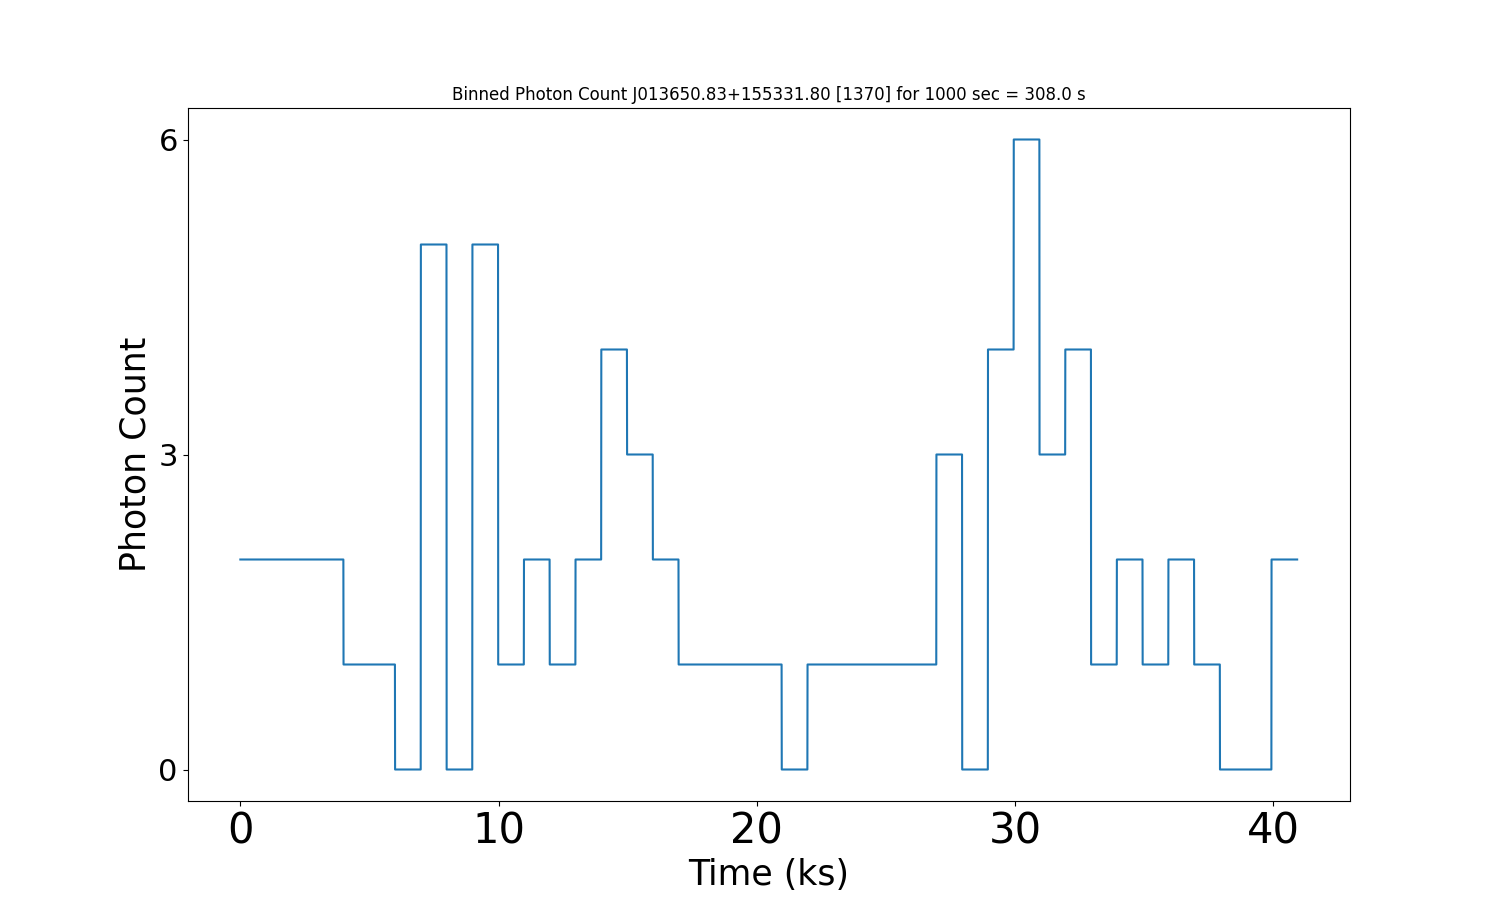 Binned Photon Count J013650.83+155331.80 [1370] for 1000 sec = 308.0 s
6
3
0
Photon Count
0 10 20 30 40
Time (ks)